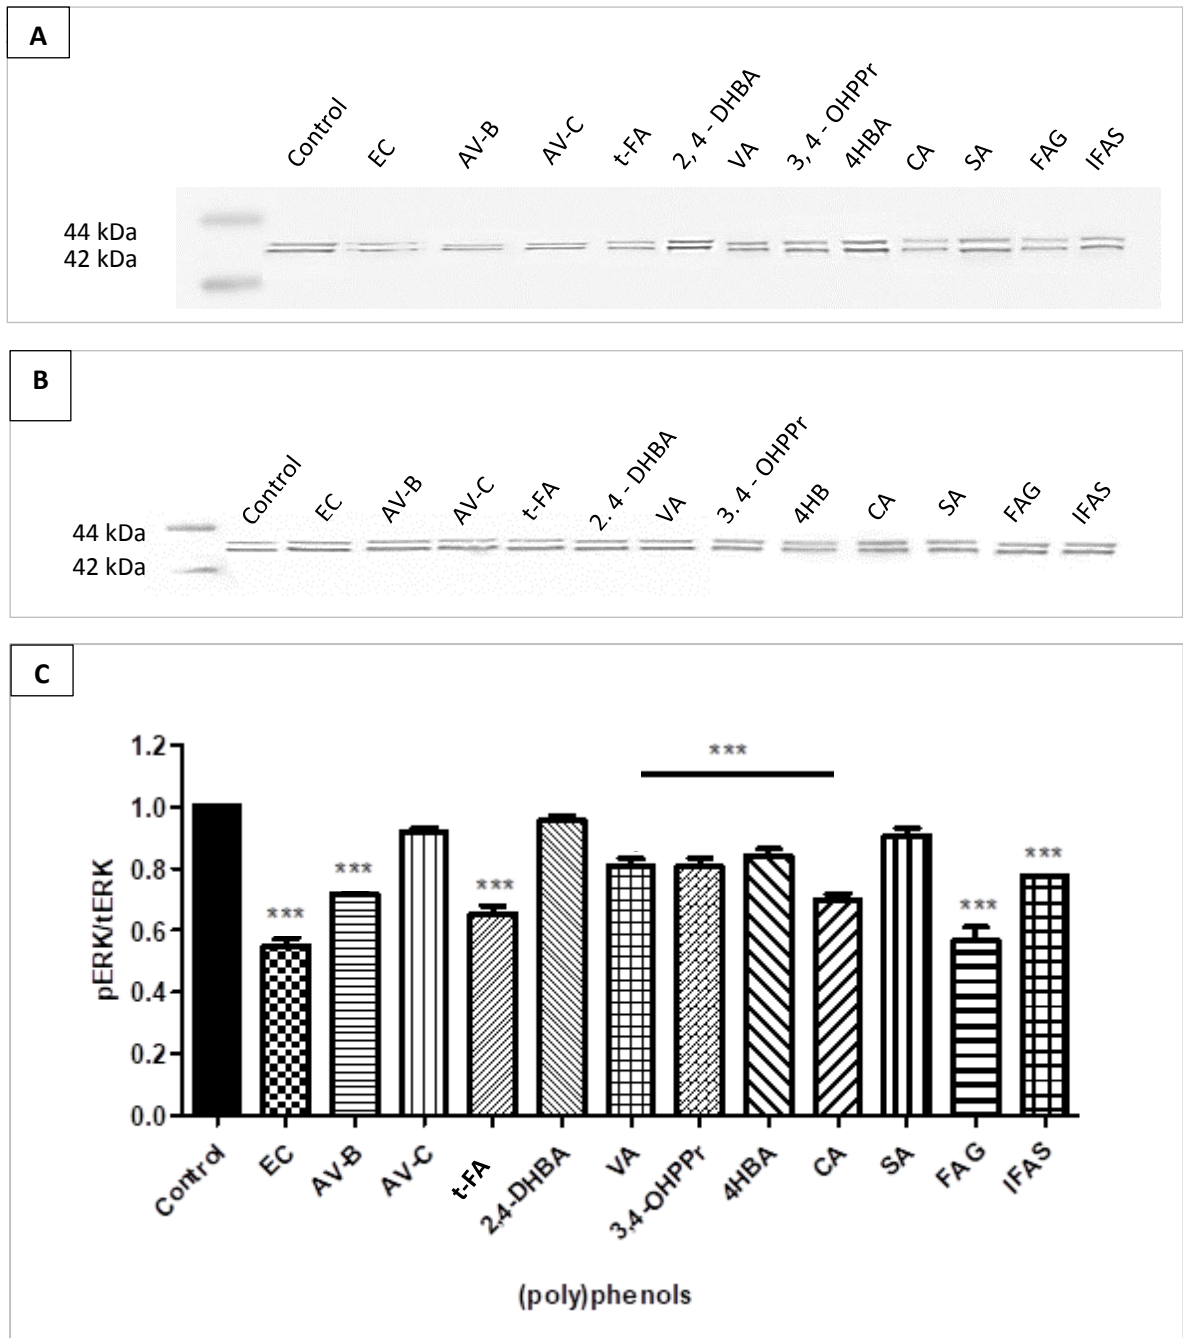 A
Control EC AV-B AV-C t-FA 2, 4 - DHBA VA 3, 4 - OHPPr 4HBA CA SA FAG IFAS
44 kDa
42 kDa
B
Control EC AV-B AV-C t-FA 2. 4 - DHBA VA 3. 4 - OHPPr 4HB CA SA FAG IFAS
44 kDa
42 kDa
C
1.2
1.0
0.8
0.6
0.4
0.2
0.0
pERK/tERK
***
***
***
***
***
***
Control EC AV-B AV-C t-FA 2,4-DHBA VA 3,4-OHPPr 4HBA CA SA FAG IFAS
(poly)phenols